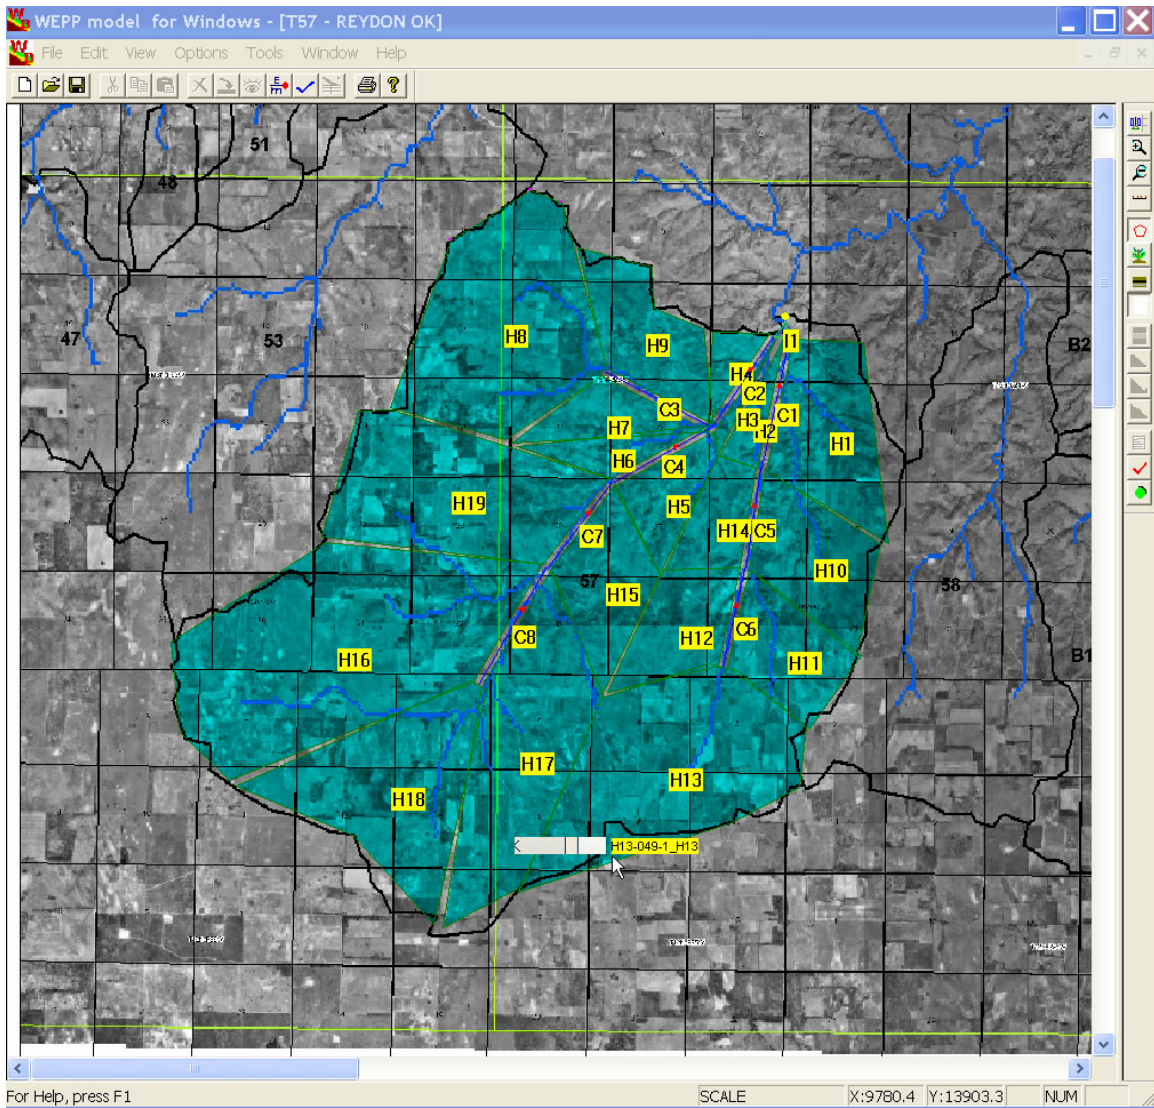 WEPP model for Windows - [T57 - REYDON OK]
File Edit View Options Tools Window Help
51
48
47
53
B2
H8
H9
I1
H4
C2
C3
C1
H3
H2
H7
H1
H6
C4
H19
H5
C7
H14
C5
H10
57
58
H15
C8
C6
H12
H16
H11
B1
H17
H13
H18
H13-049-1_H13
For Help, press F1
SCALE
X:9780.4
Y:13903.3
NUM